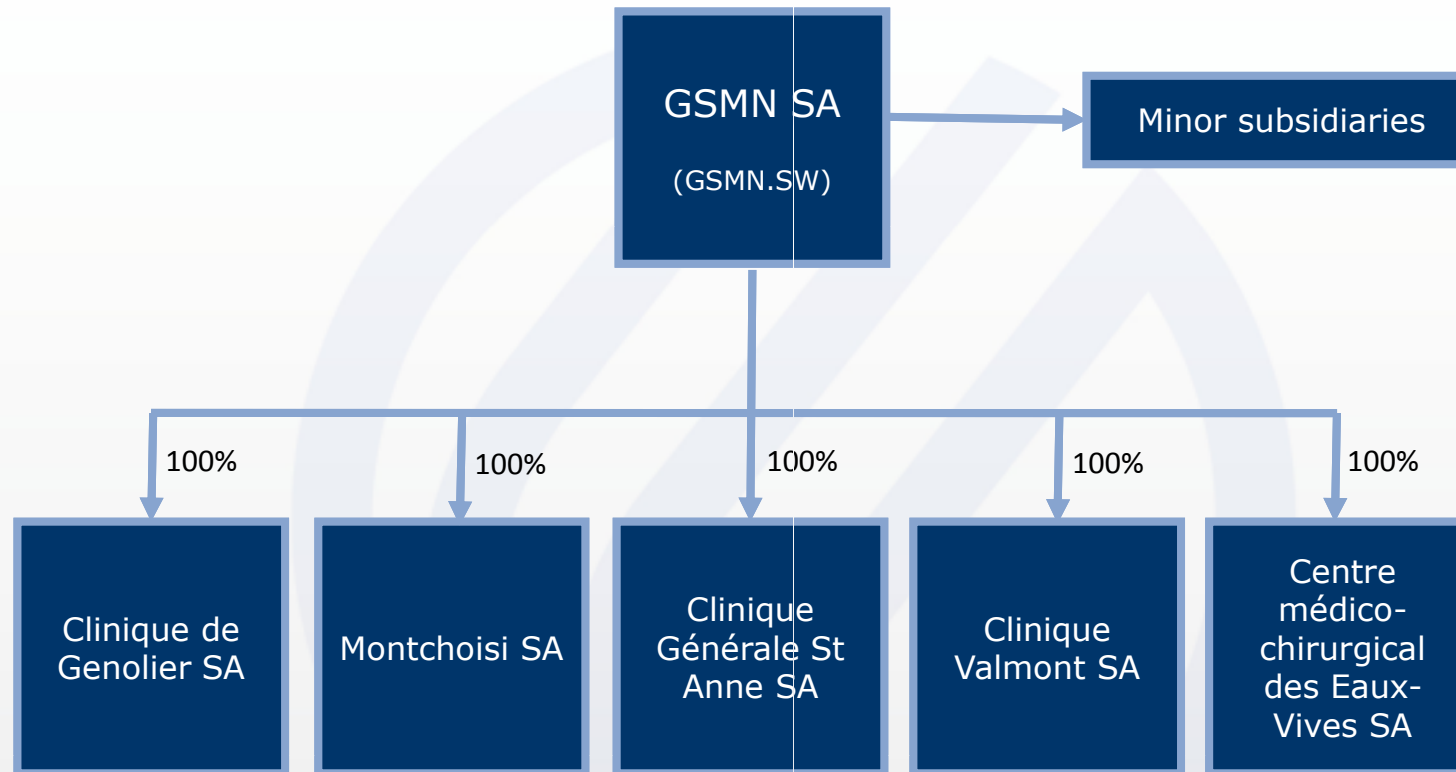 GSMN SA
(GSMN.SW)
Minor subsidiaries
100%
100%
100%
100%
100%
Clinique de
Genolier SA
Montchoisi SA
Clinique
Générale St
Anne SA
Clinique
Valmont SA
Centre
médico-
chirurgical
des Eaux-
Vives SA